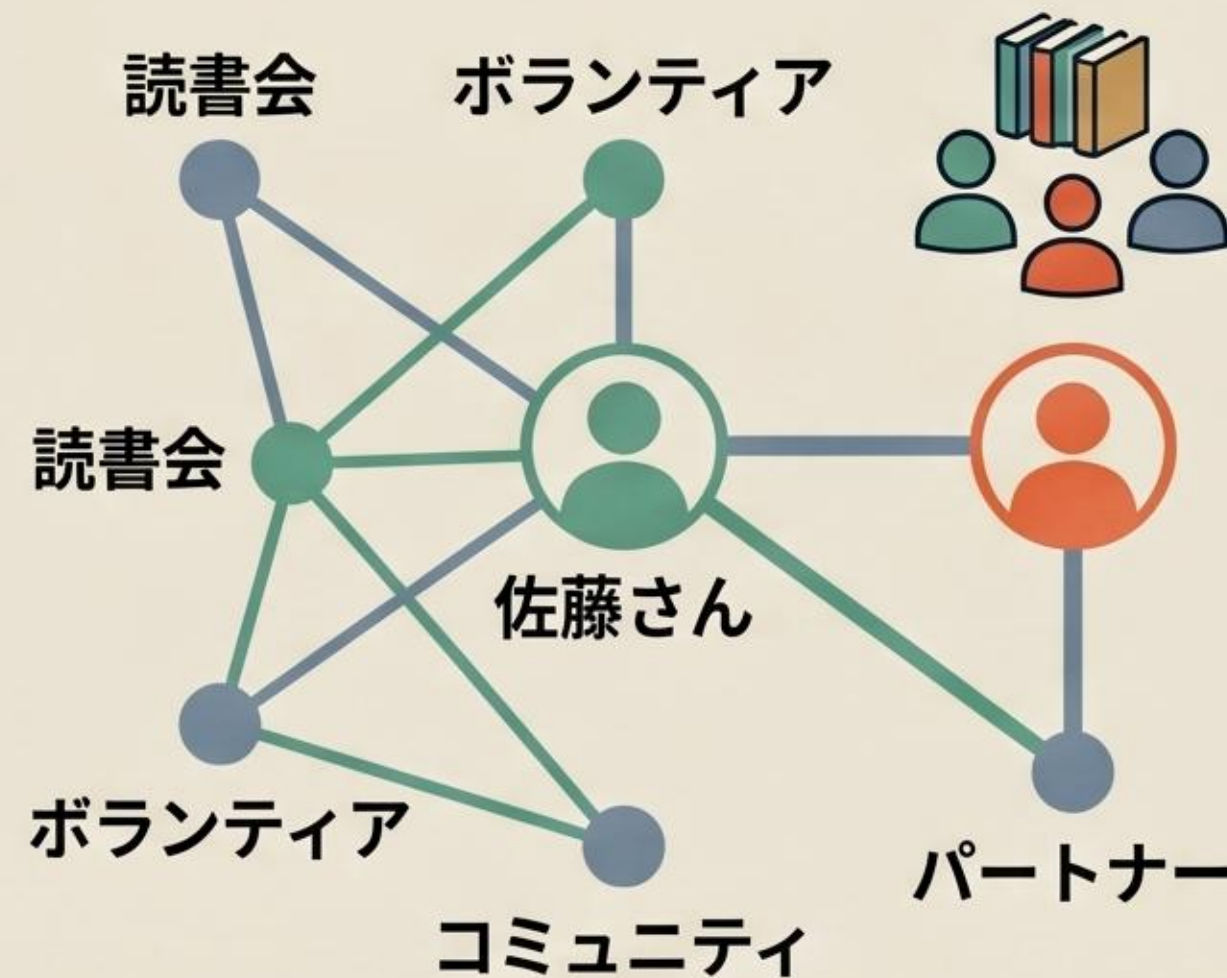 読書会
ボランティア
読書会
佐藤さん
ボランティア
パートナー
コミュニティ